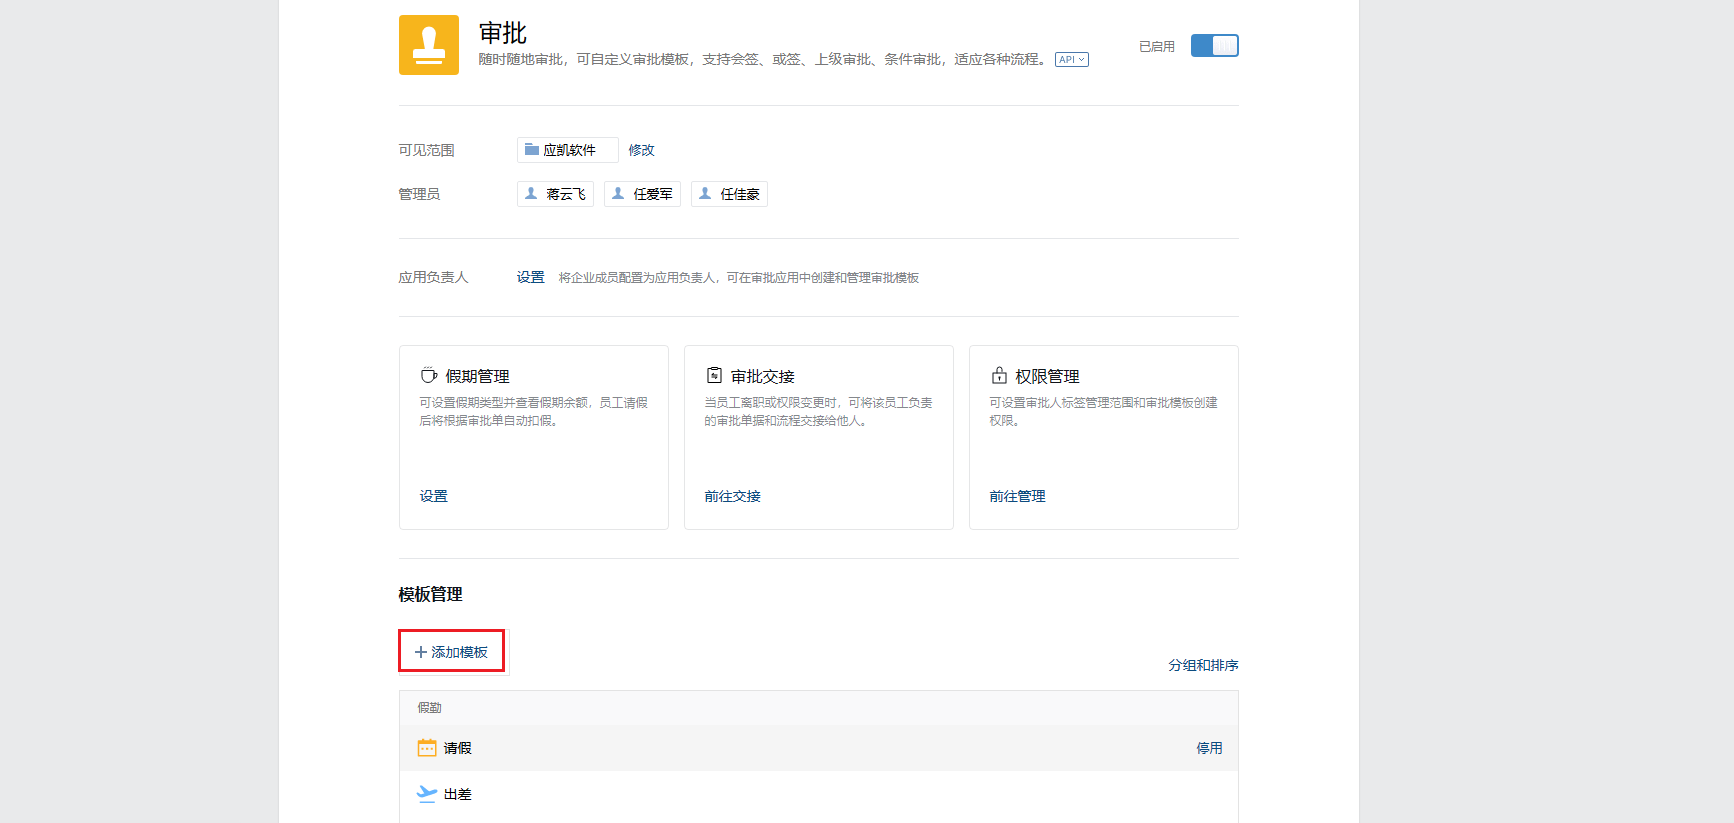 审批
随时随地审批，可自定义审批模板，支持会签、或签、上级审批、条件审批，适应各种流程。 API
已启用
可见范围 应凯软件 修改
管理员 蒋云飞 任爱军 任佳豪
应用负责人 设置 将企业成员配置为应用负责人，可在审批应用中创建和管理审批模板
假期管理
可设置假期类型并查看假期余额，员工请假
后将根据审批单自动扣假。
设置
审批交接
当员工离职或权限变更时，可将该员工负责
的审批单据和流程交接给他人。
前往交接
权限管理
可设置审批人标签管理范围和审批模板创建
权限。
前往管理
模板管理
添加模板
分组和排序
假勤
请假 停用
出差